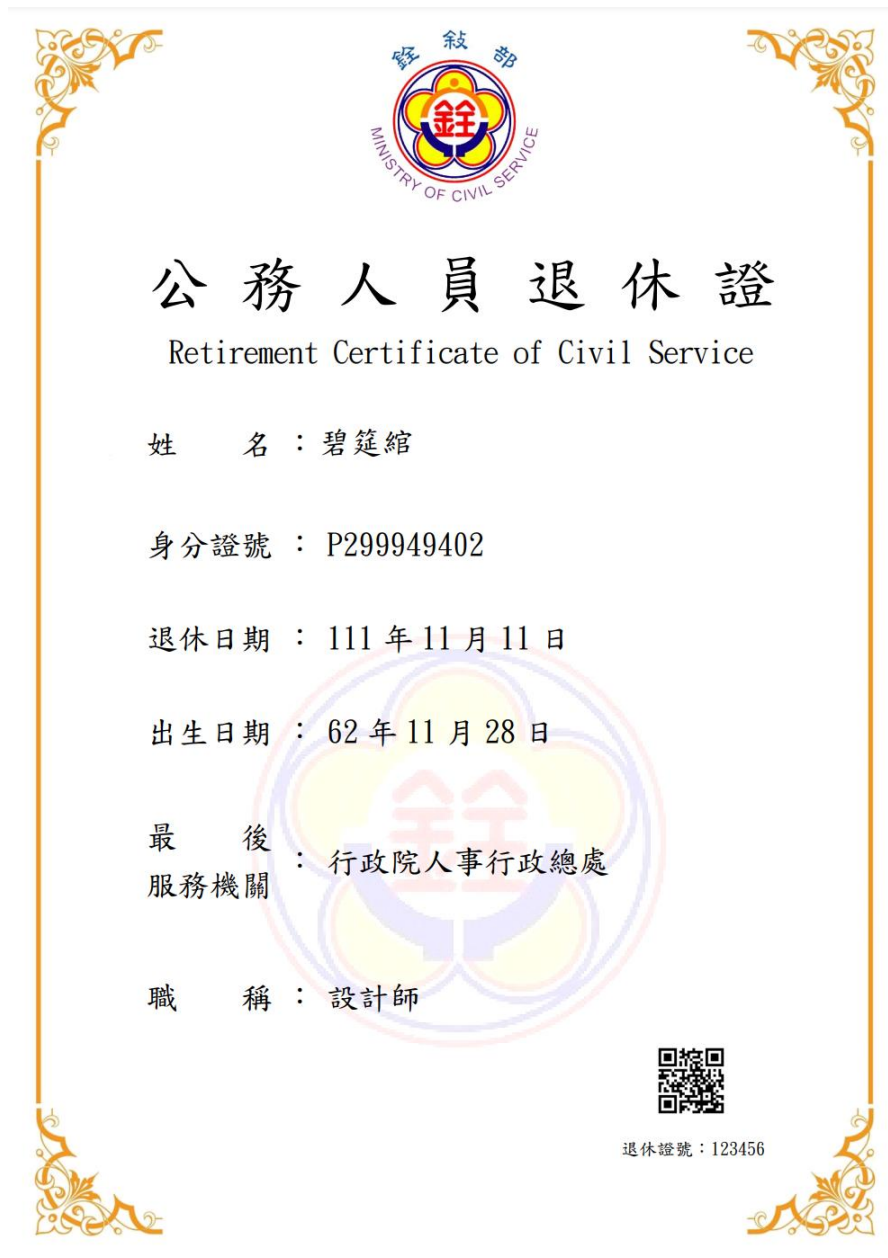 銓敍部
銓
MINISTRY OF CIVIL SERVICE
公務人員退休證
Retirement Certificate of Civil Service
姓 名：碧筳綰
身分證號：P299949402
退休日期：111年11月11日
出生日期：62年11月28日
最 後
服務機關：行政院人事行政總處
職 稱：設計師
銓
退休證號：123456